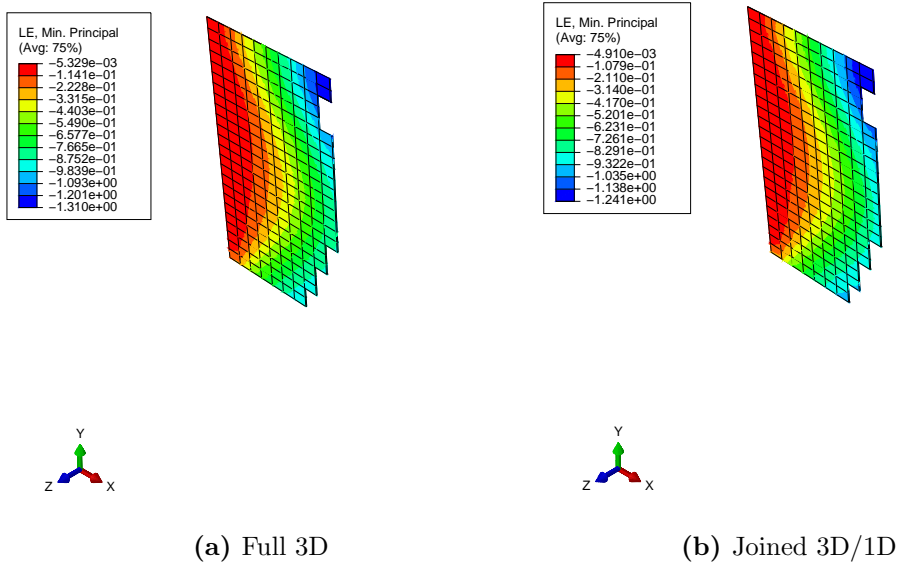 LE, Min. Principal
(Avg: 75%)
−5.329e−03
−1.141e−01
−2.228e−01
−3.315e−01
−4.403e−01
−5.490e−01
−6.577e−01
−7.665e−01
−8.752e−01
−9.839e−01
−1.093e+00
−1.201e+00
−1.310e+00
Y
Z
X
(a) Full 3D
LE, Min. Principal
(Avg: 75%)
−4.910e−03
−1.079e−01
−2.110e−01
−3.140e−01
−4.170e−01
−5.201e−01
−6.231e−01
−7.261e−01
−8.291e−01
−9.322e−01
−1.035e+00
−1.138e+00
−1.241e+00
Y
Z
X
(b) Joined 3D/1D